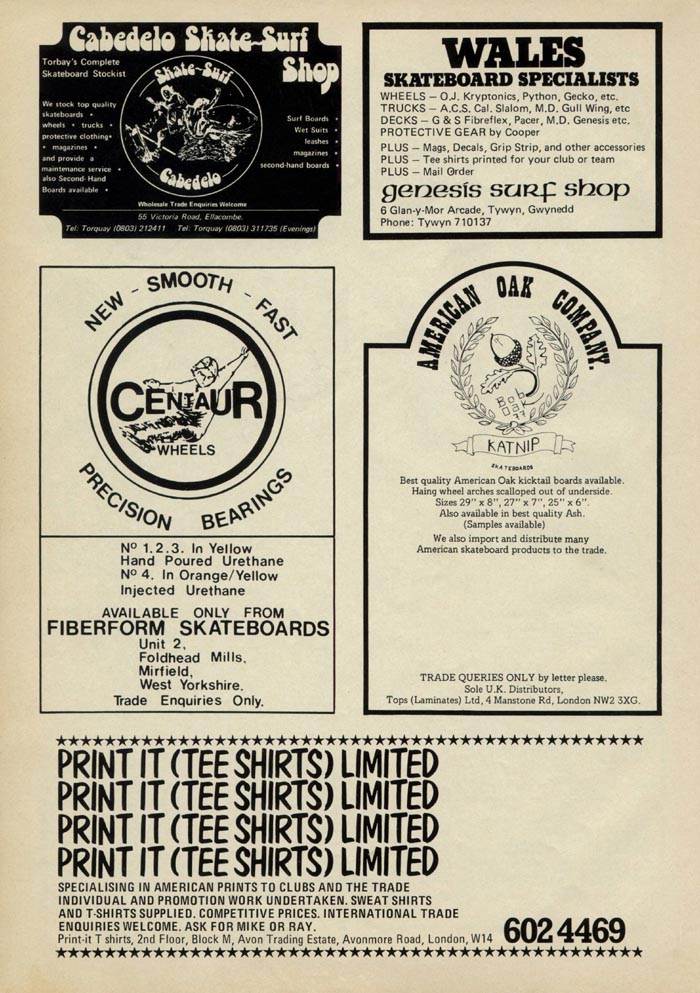 Cabedelo Skate-Surf
Shop
Torbay's Complete
Skateboard Stockist
We stock top quality
skateboards •
wheels • trucks •
protective clothing•
magazines •
and provide a
maintenance service •
also Second-Hand
Boards available •
Skate-Surf
Cabedelo
Surf Boards •
Wet Suits •
leashes •
magazines •
second-hand boards •
Wholesale Trade Enquiries Welcome
55 Victoria Road, Ellacombe.
Tel: Torquay (0803) 212411 Tel: Torquay (0803) 311735 (Evenings)
WALES
SKATEBOARD SPECIALISTS
WHEELS – O.J. Kryptonics, Python, Gecko, etc.
TRUCKS – A.C.S. Cal. Slalom, M.D. Gull Wing, etc
DECKS – G & S Fibreflex, Pacer, M.D. Genesis etc.
PROTECTIVE GEAR by Cooper
PLUS – Mags, Decals, Grip Strip, and other accessories
PLUS – Tee shirts printed for your club or team
PLUS – Mail Order
genesis surf shop
6 Glan-y-Mor Arcade, Tywyn, Gwynedd
Phone: Tywyn 710137
NEW - SMOOTH - FAST
CENTAUR
WHEELS
PRECISION BEARINGS
Nº 1.2.3. In Yellow
Hand Poured Urethane
Nº 4. In Orange/Yellow
Injected Urethane
AVAILABLE ONLY FROM
FIBERFORM SKATEBOARDS
Unit 2,
Foldhead Mills,
Mirfield,
West Yorkshire.
Trade Enquiries Only.
AMERICAN OAK COMPANY.
KATNIP
SKATEBOARDS
Best quality American Oak kicktail boards available.
Haing wheel arches scalloped out of underside.
Sizes 29" x 8", 27" x 7", 25" x 6".
Also available in best quality Ash.
(Samples available)
We also import and distribute many
American skateboard products to the trade.
TRADE QUERIES ONLY by letter please.
Sole U.K. Distributors,
Tops (Laminates) Ltd, 4 Manstone Rd, London NW2 3XG.
PRINT IT (TEE SHIRTS) LIMITED
PRINT IT (TEE SHIRTS) LIMITED
PRINT IT (TEE SHIRTS) LIMITED
PRINT IT (TEE SHIRTS) LIMITED
SPECIALISING IN AMERICAN PRINTS TO CLUBS AND THE TRADE
INDIVIDUAL AND PROMOTION WORK UNDERTAKEN. SWEAT SHIRTS
AND T-SHIRTS SUPPLIED. COMPETITIVE PRICES. INTERNATIONAL TRADE
ENQUIRIES WELCOME. ASK FOR MIKE OR RAY.
Print-it T shirts, 2nd Floor, Block M, Avon Trading Estate, Avonmore Road, London, W14
602 4469